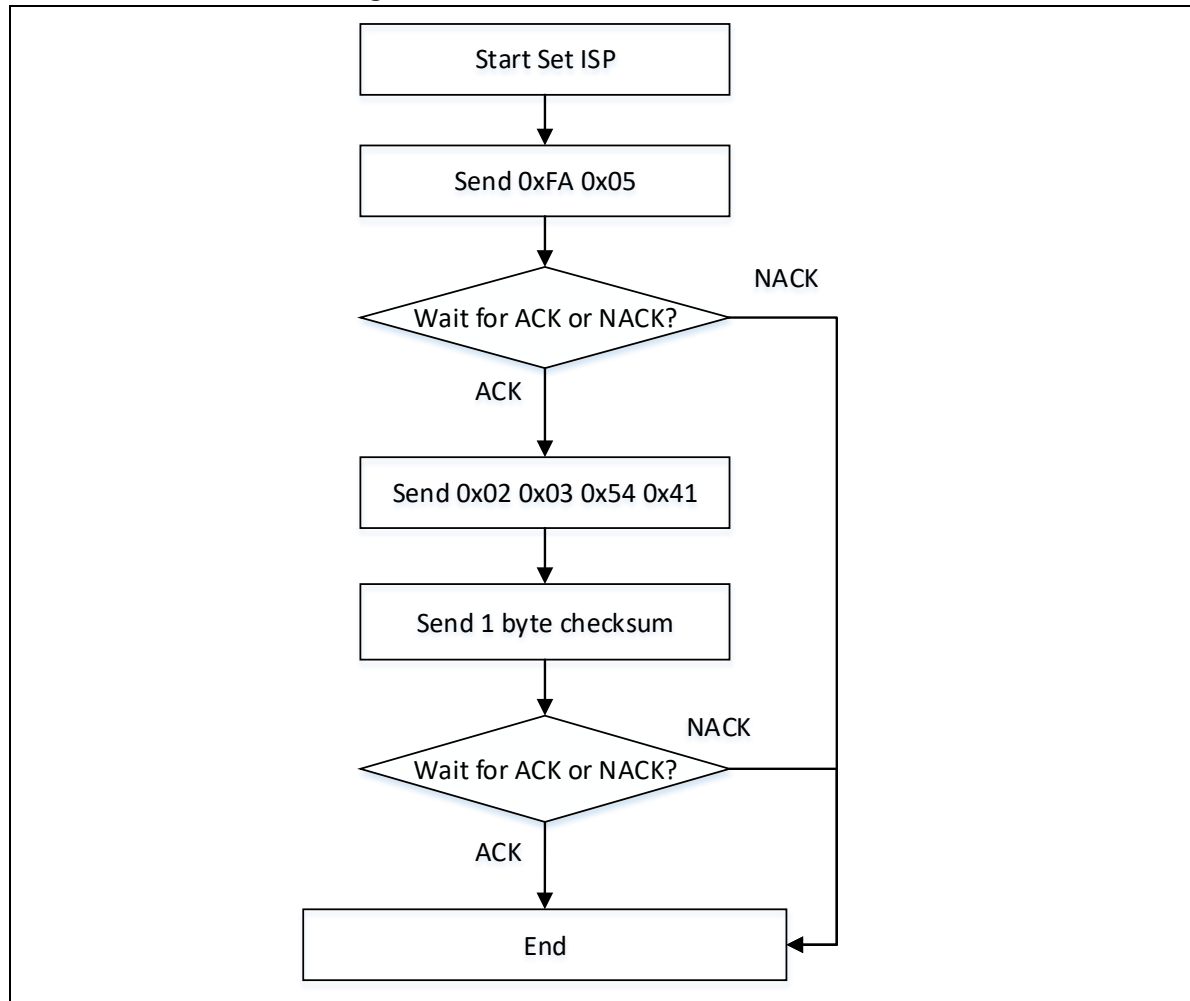 Start Set ISP
Send 0xFA 0x05
NACK
Wait for ACK or NACK?
ACK
Send 0x02 0x03 0x54 0x41
Send 1 byte checksum
NACK
Wait for ACK or NACK?
ACK
End